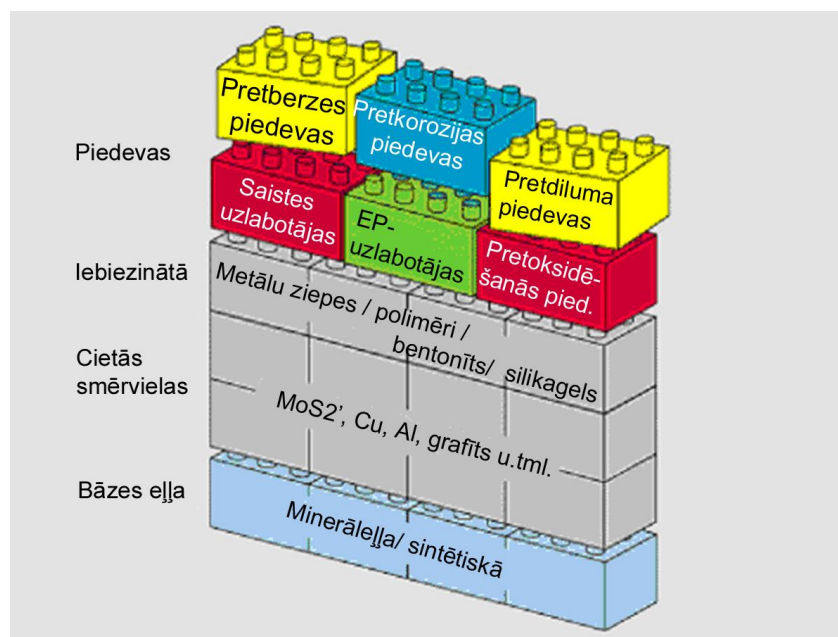 Pretberzes
piedevas
Pretkorozijas
piedevas
Pretdiluma
piedevas
Piedevas
Saistes
uzlabotājas
EP-
uzlabotājas
Pretoksidē-
šanās pied.
Iebiezinātā
Metālu ziepes / polimēri /
bentonīts/ silikagels
Cietās
smērvielas
MoS2’, Cu, Al, grafīts u.tml.
Bāzes eļļa
Minerāleļļa/ sintētiskā